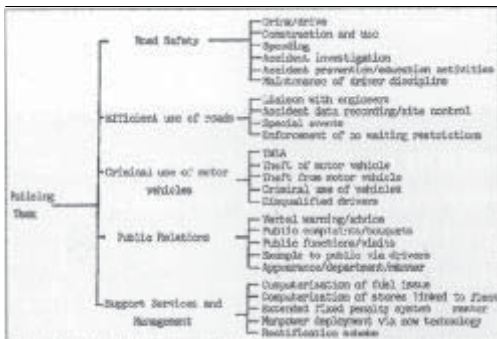 Drink/drive
Construction and use
Road Safety
Speeding
Accident investigation
Accident prevention/education activities
Maintenance of driver discipline
Liaison with engineers
Accident data recording/site control
Efficient use of roads
Special events
Enforcement of no waiting restrictions
Theft of motor vehicle
Criminal use of motor
vehicles
Theft from motor vehicle
Criminal use of vehicles
Disqualified drivers
Policing
Verbal warning/advice
Public complaints/bouquets
Public Relations
Public functions/visits
Example to public via drivers
Appearance/department/manner
Computerisation of fuel issue
Support Services and
Management
Computerisation of stores linked to fleet
Extended fixed penalty system
Manpower deployment via new technology
Rectification scheme